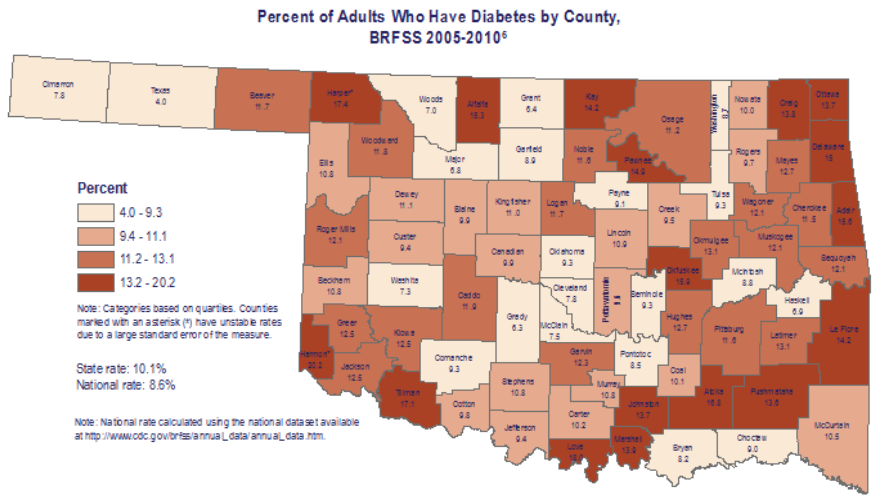 Percent of Adults Who Have Diabetes by County,
BRFSS 2005-2010⁶
Cimarron
7.8
Texas
4.0
Beaver
11.7
Harper*
17.4
Woods
7.0
Alfalfa
Grant
6.4
Kay
14.2
Osage
11.2
Washington
8.7
Nowata
10.0
Craig
13.8
Ottawa
13.7
Ellis
10.8
Woodward
11.8
Major
6.8
Garfield
8.9
Noble
11.6
Pawnee
14.9
Rogers
9.7
Mayes
12.7
Delaware
Dewey
11.1
Blaine
9.9
Kingfisher
11.0
Logan
11.7
Payne
9.1
Creek
9.5
Tulsa
9.3
Wagoner
12.1
Cherokee
11.5
Adair
Roger Mills
12.1
Custer
9.4
Canadian
9.9
Oklahoma
9.3
Lincoln
10.9
Okmulgee
13.1
Muskogee
12.1
Sequoyah
12.1
Beckham
10.8
Washita
7.3
Caddo
11.9
Cleveland
7.8
Pottawatomie
Seminole
9.3
Okfuskee
15.9
McIntosh
8.8
Haskell
6.9
Greer
12.5
Kiowa
12.5
Grady
6.3
McClain
7.5
Hughes
12.7
Pittsburg
11.6
Latimer
13.1
Le Flore
14.2
Harmon*
20.2
Jackson
12.5
Comanche
9.3
Garvin
12.3
Pontotoc
8.5
Coal
10.1
Tillman
17.1
Cotton
9.8
Stephens
10.8
Murray
10.8
Johnston
13.7
Atoka
16.8
Pushmataha
13.6
McCurtain
10.5
Jefferson
9.4
Carter
10.2
Love
Marshall
13.9
Bryan
8.2
Choctaw
9.0
Percent
4.0 - 9.3
9.4 - 11.1
11.2 - 13.1
13.2 - 20.2
Note: Categories based on quartiles. Counties
marked with an asterisk (*) have unstable rates
due to a large standard error of the measure.
State rate: 10.1%
National rate: 8.6%
Note: National rate calculated using the national dataset available
at http://www.cdc.gov/brfss/annual_data/annual_data.htm.